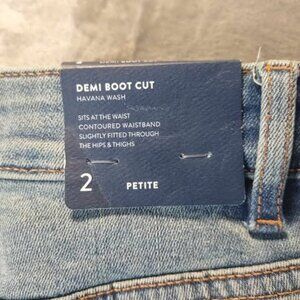 DEMI BOOT CUT
HAVANA WASH
SITS AT THE WAIST
CONTOURED WAISTBAND
SLIGHTLY FITTED THROUGH
THE HIPS & THIGHS
2 PETITE